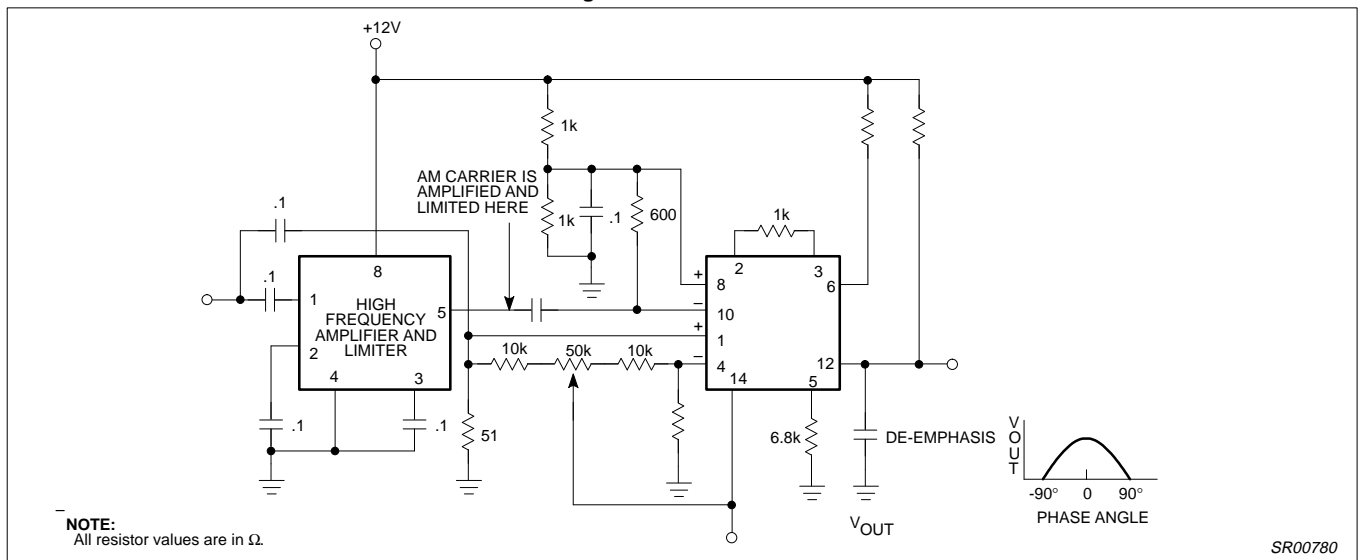 +12V
1k
AM CARRIER IS
AMPLIFIED AND
LIMITED HERE
.1
1k
.1
600
1k
2
3
8
+
8
6
.1
1
HIGH
FREQUENCY
AMPLIFIER AND
LIMITER
5
–
10
+
1
2
10k
50k
10k
–
4
12
4
3
14
5
.1
.1
51
6.8k
DE-EMPHASIS
VOUT
-90°
0
90°
PHASE ANGLE
VOUT
–
NOTE:
All resistor values are in Ω.
SR00780